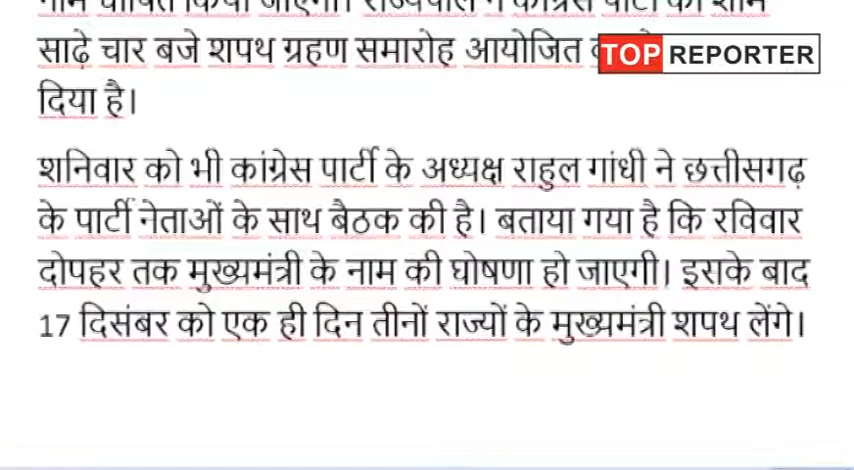 साढ़े चार बजे शपथ ग्रहण समारोह आयोजित
TOP REPORTER
दिया है।
शनिवार को भी कांग्रेस पार्टी के अध्यक्ष राहुल गांधी ने छत्तीसगढ़
के पार्टी नेताओं के साथ बैठक की है। बताया गया है कि रविवार
दोपहर तक मुख्यमंत्री के नाम की घोषणा हो जाएगी। इसके बाद
17 दिसंबर को एक ही दिन तीनों राज्यों के मुख्यमंत्री शपथ लेंगे।